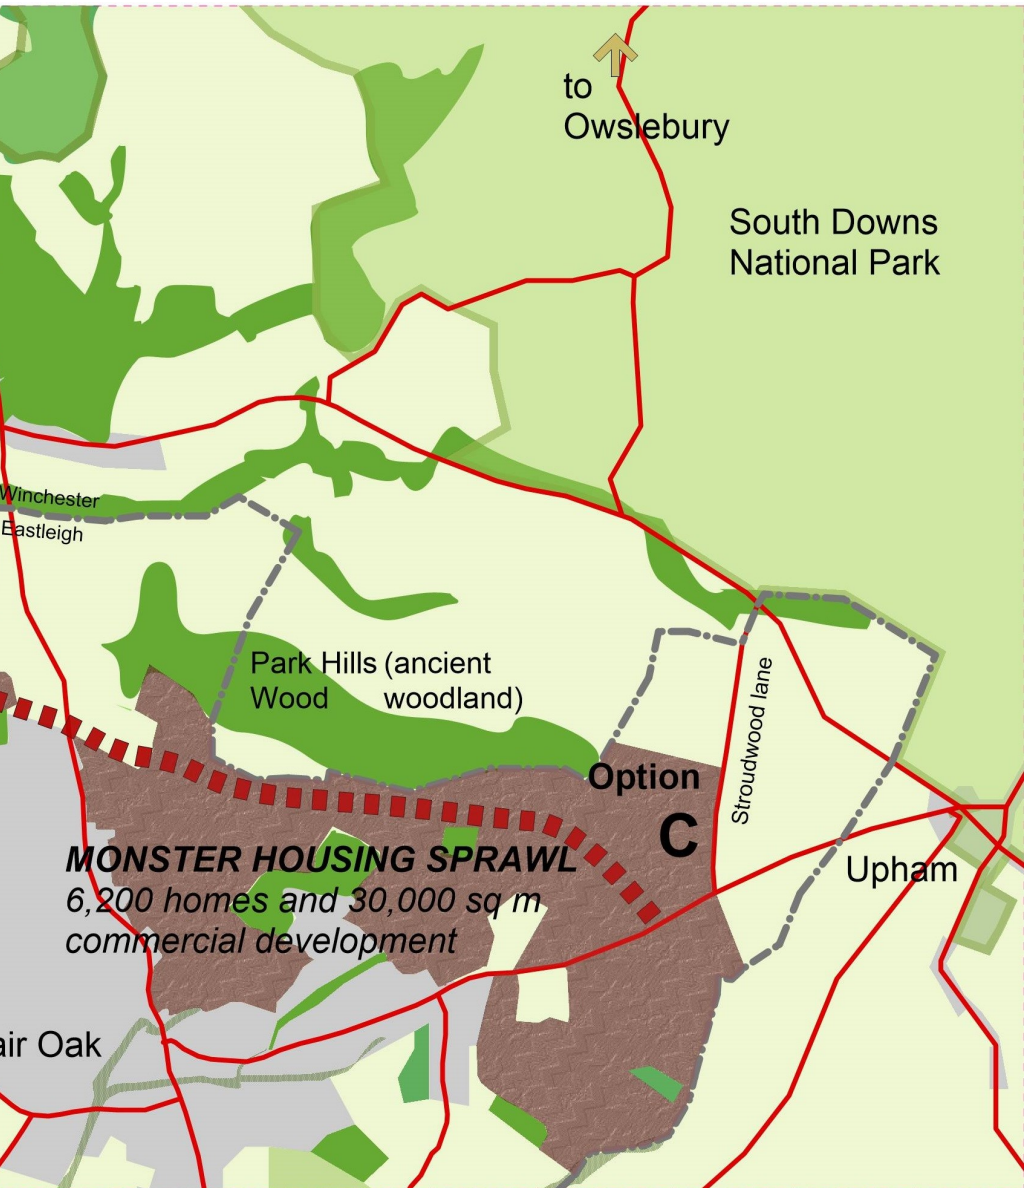 to
Owslebury
South Downs
National Park
Winchester
Eastleigh
Park Hills (ancient
Wood woodland)
Stroudwood lane
Option
C
MONSTER HOUSING SPRAWL
6,200 homes and 30,000 sq m
commercial development
Upham
air Oak